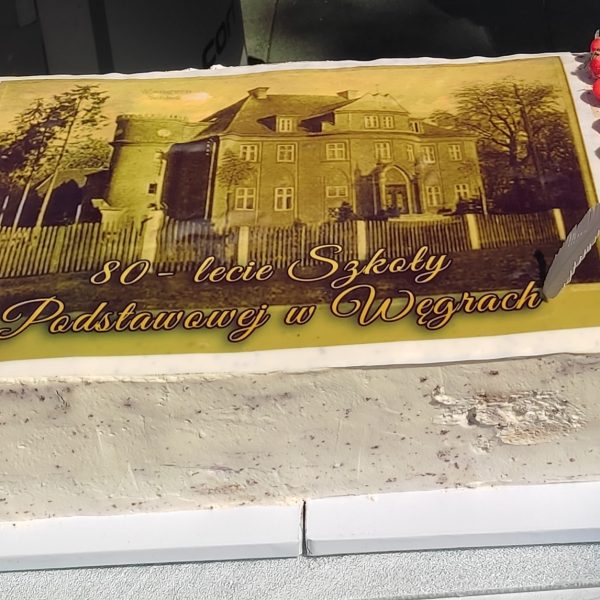 80 - lecie Szkoły
Podstawowej w Węgrach